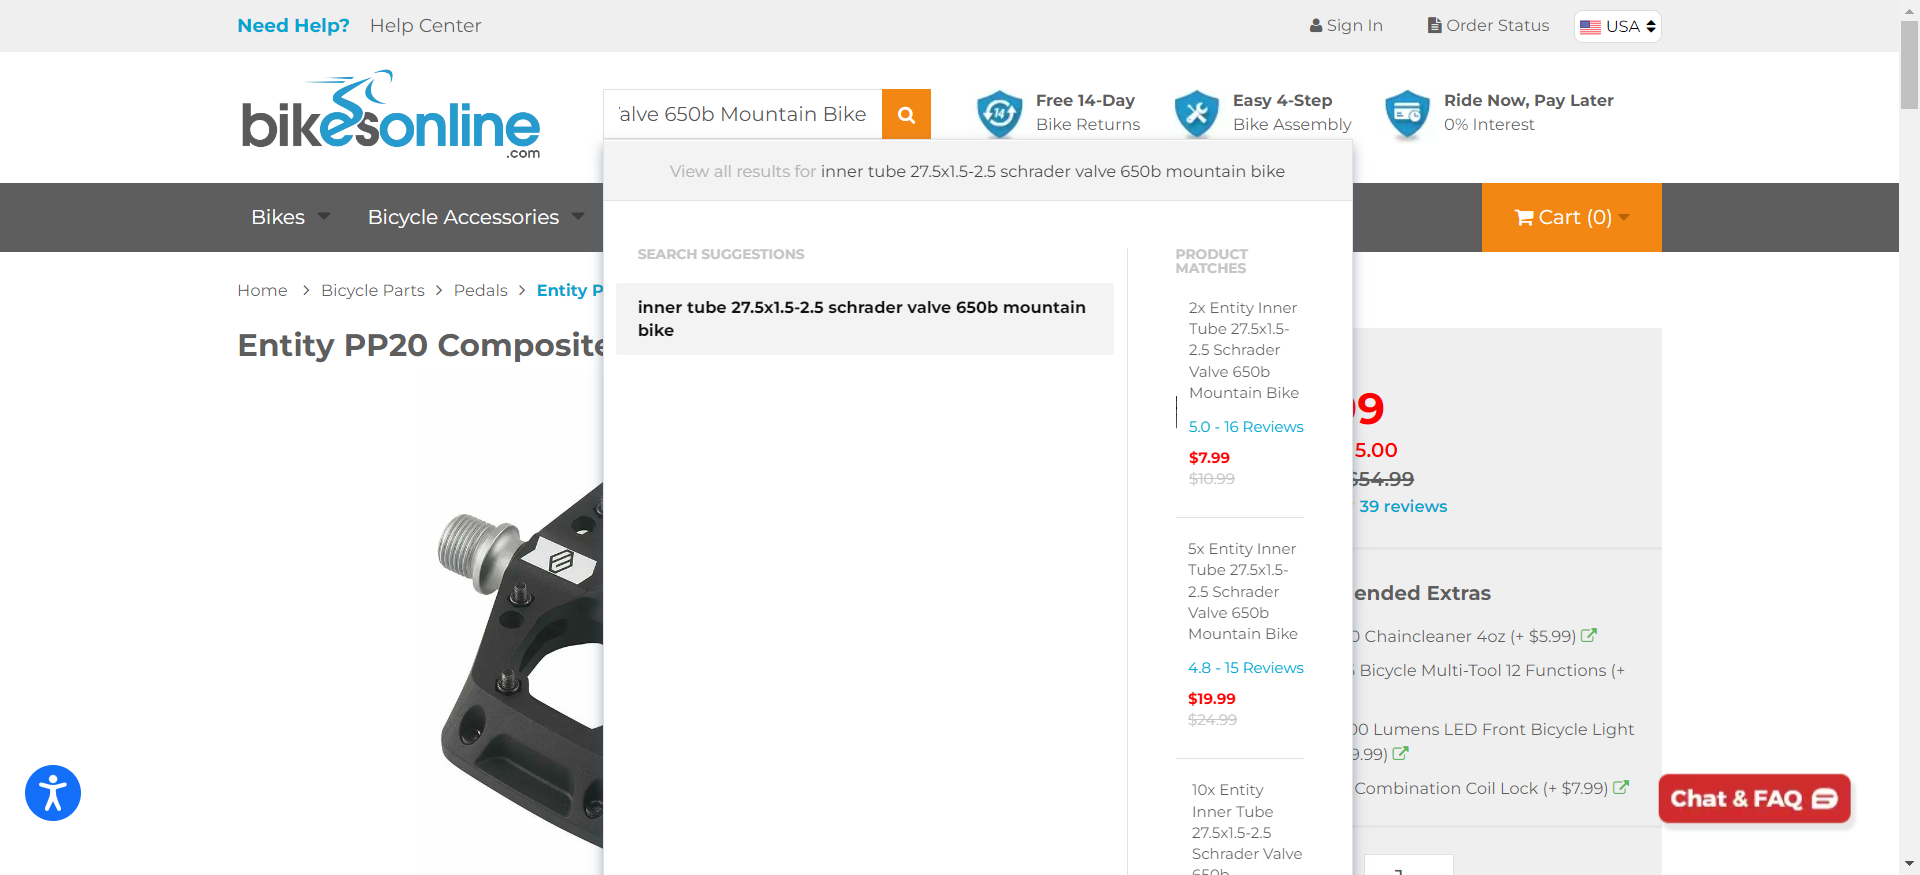 Need Help? Help Center Sign In Order Status USA
bikesonline
.com
alve 650b Mountain Bike
Free 14-Day
Bike Returns
14
Easy 4-Step
Bike Assembly
Ride Now, Pay Later
0% Interest
View all results for inner tube 27.5x1.5-2.5 schrader valve 650b mountain bike
Bikes Bicycle Accessories Cart (0)
SEARCH SUGGESTIONS
inner tube 27.5x1.5-2.5 schrader valve 650b mountain
bike
PRODUCT
MATCHES
2x Entity Inner
Tube 27.5x1.5-
2.5 Schrader
Valve 650b
Mountain Bike
5.0 - 16 Reviews
$7.99
$10.99
5x Entity Inner
Tube 27.5x1.5-
2.5 Schrader
Valve 650b
Mountain Bike
4.8 - 15 Reviews
$19.99
$24.99
10x Entity
Inner Tube
27.5x1.5-2.5
Schrader Valve
650b
Home > Bicycle Parts > Pedals > Entity P
Entity PP20 Composite
99
5.00
$54.99
39 reviews
ended Extras
0 Chaincleaner 4oz (+ $5.99)
Bicycle Multi-Tool 12 Functions (+
00 Lumens LED Front Bicycle Light
9.99)
Combination Coil Lock (+ $7.99)
Chat & FAQ